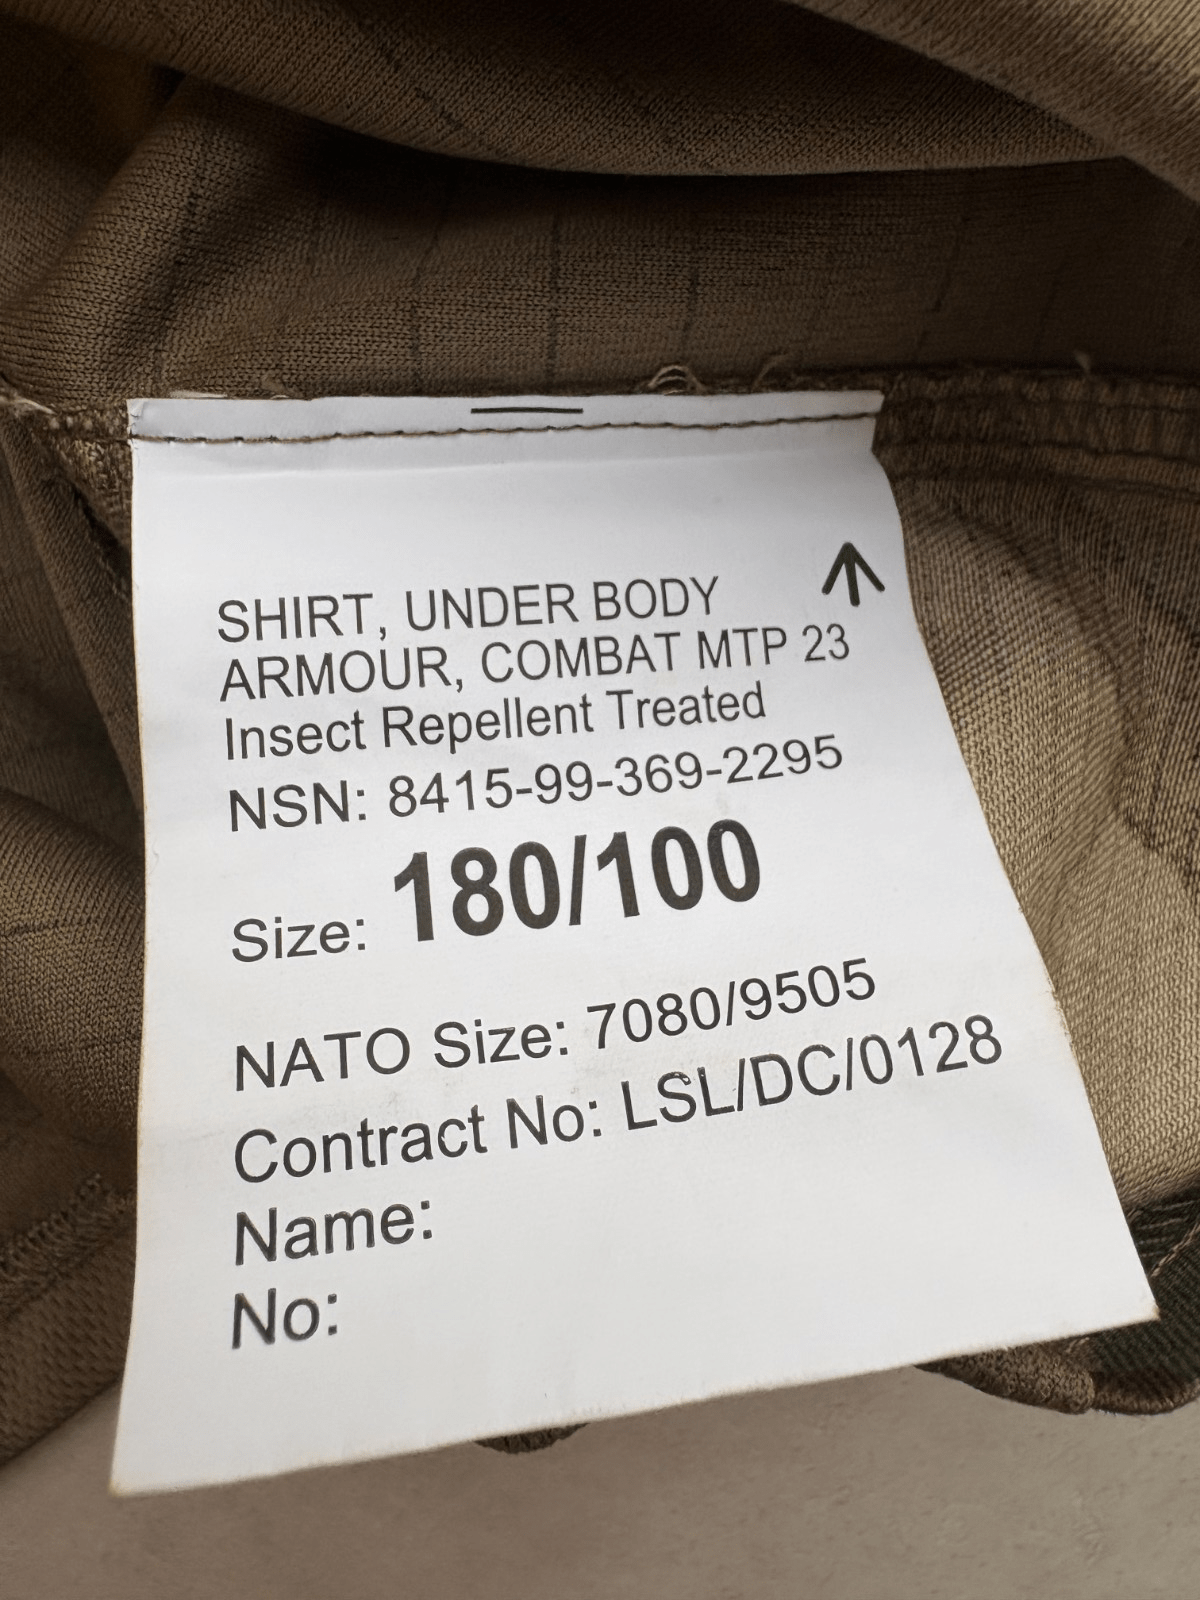 SHIRT, UNDER BODY
ARMOUR, COMBAT MTP 23
Insect Repellent Treated
NSN: 8415-99-369-2295
Size: 180/100
NATO Size: 7080/9505
Contract No: LSL/DC/0128
Name:
No: